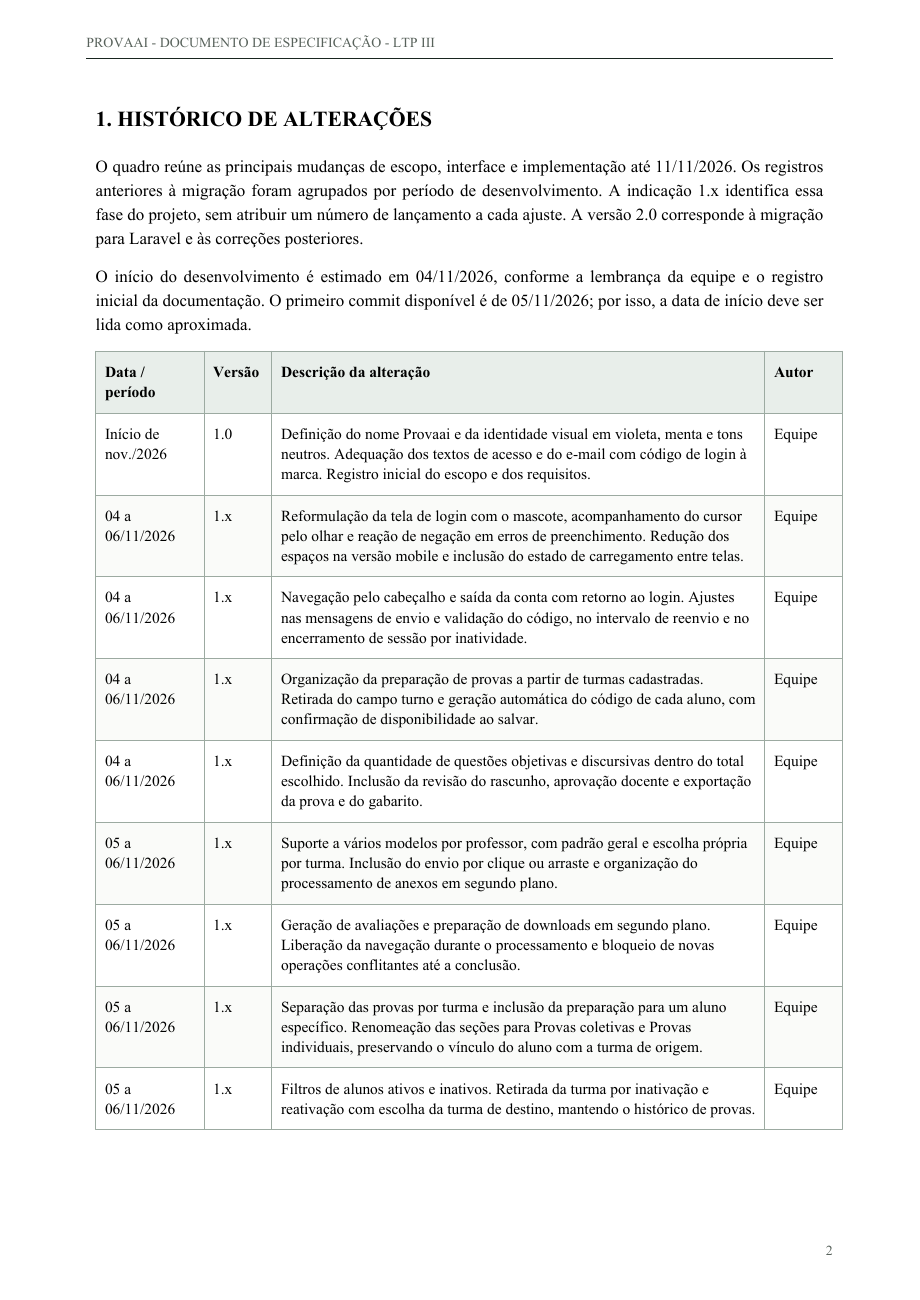 PROVAAI - DOCUMENTO DE ESPECIFICAÇÃO - LTP III
1. HISTÓRICO DE ALTERAÇÕES
O quadro reúne as principais mudanças de escopo, interface e implementação até 11/11/2026. Os registros
anteriores à migração foram agrupados por período de desenvolvimento. A indicação 1.x identifica essa
fase do projeto, sem atribuir um número de lançamento a cada ajuste. A versão 2.0 corresponde à migração
para Laravel e às correções posteriores.
O início do desenvolvimento é estimado em 04/11/2026, conforme a lembrança da equipe e o registro
inicial da documentação. O primeiro commit disponível é de 05/11/2026; por isso, a data de início deve ser
lida como aproximada.
Data / Versão Descrição da alteração Autor
período
Início de 1.0 Definição do nome Provaai e da identidade visual em violeta, menta e tons Equipe
nov./2026 neutros. Adequação dos textos de acesso e do e-mail com código de login à
marca. Registro inicial do escopo e dos requisitos.
04 a 1.x Reformulação da tela de login com o mascote, acompanhamento do cursor Equipe
06/11/2026 pelo olhar e reação de negação em erros de preenchimento. Redução dos
espaços na versão mobile e inclusão do estado de carregamento entre telas.
04 a 1.x Navegação pelo cabeçalho e saída da conta com retorno ao login. Ajustes Equipe
06/11/2026 nas mensagens de envio e validação do código, no intervalo de reenvio e no
encerramento de sessão por inatividade.
04 a 1.x Organização da preparação de provas a partir de turmas cadastradas. Equipe
06/11/2026 Retirada do campo turno e geração automática do código de cada aluno, com
confirmação de disponibilidade ao salvar.
04 a 1.x Definição da quantidade de questões objetivas e discursivas dentro do total Equipe
06/11/2026 escolhido. Inclusão da revisão do rascunho, aprovação docente e exportação
da prova e do gabarito.
05 a 1.x Suporte a vários modelos por professor, com padrão geral e escolha própria Equipe
06/11/2026 por turma. Inclusão do envio por clique ou arraste e organização do
processamento de anexos em segundo plano.
05 a 1.x Geração de avaliações e preparação de downloads em segundo plano. Equipe
06/11/2026 Liberação da navegação durante o processamento e bloqueio de novas
operações conflitantes até a conclusão.
05 a 1.x Separação das provas por turma e inclusão da preparação para um aluno Equipe
06/11/2026 específico. Renomeação das seções para Provas coletivas e Provas
individuais, preservando o vínculo do aluno com a turma de origem.
05 a 1.x Filtros de alunos ativos e inativos. Retirada da turma por inativação e Equipe
06/11/2026 reativação com escolha da turma de destino, mantendo o histórico de provas.
2